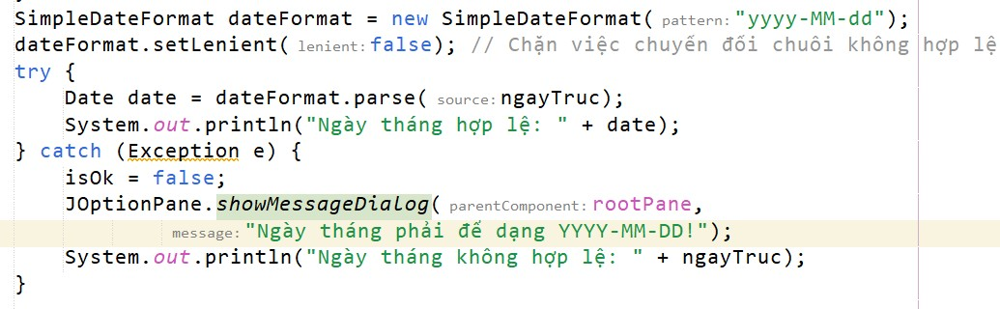 SimpleDateFormat dateFormat = new SimpleDateFormat( pattern: "yyyy-MM-dd");
dateFormat.setLenient( lenient: false); // Chặn việc chuyển đổi chuỗi không hợp lệ
try {
    Date date = dateFormat.parse( source: ngayTruc);
    System.out.println("Ngày tháng hợp lệ: " + date);
} catch (Exception e) {
    isOk = false;
    JOptionPane.showMessageDialog( parentComponent: rootPane,
            message: "Ngày tháng phải để dạng YYYY-MM-DD!");
    System.out.println("Ngày tháng không hợp lệ: " + ngayTruc);
}